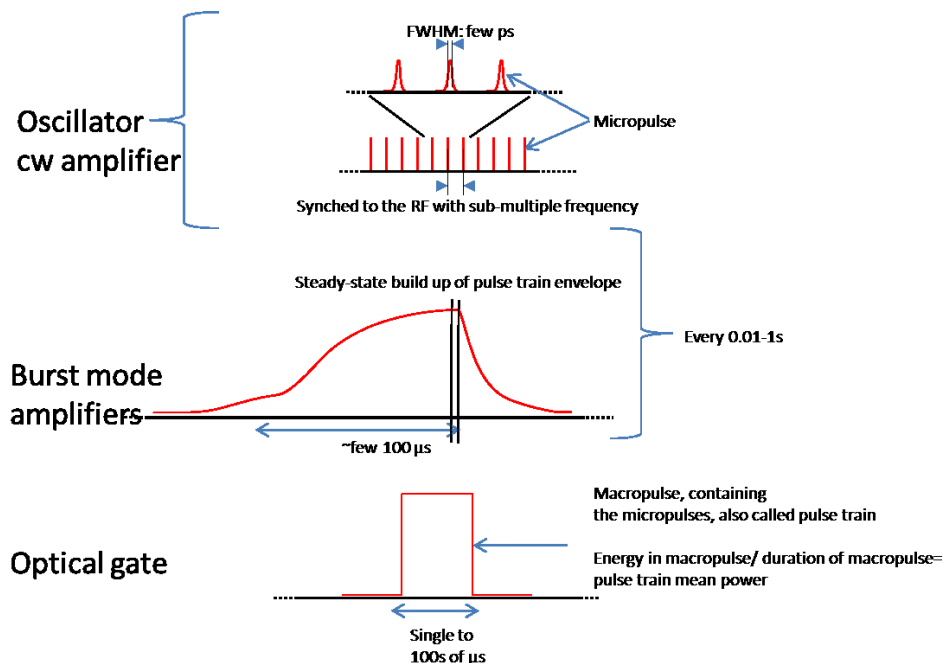 FWHM: few ps
Oscillator
cw amplifier
Micropulse
Synched to the RF with sub-multiple frequency
Steady-state build up of pulse train envelope
Every 0.01-1s
Burst mode
amplifiers
~few 100 µs
Macropulse, containing
the micropulses, also called pulse train
Energy in macropulse/ duration of macropulse=
pulse train mean power
Optical gate
Single to
100s of µs